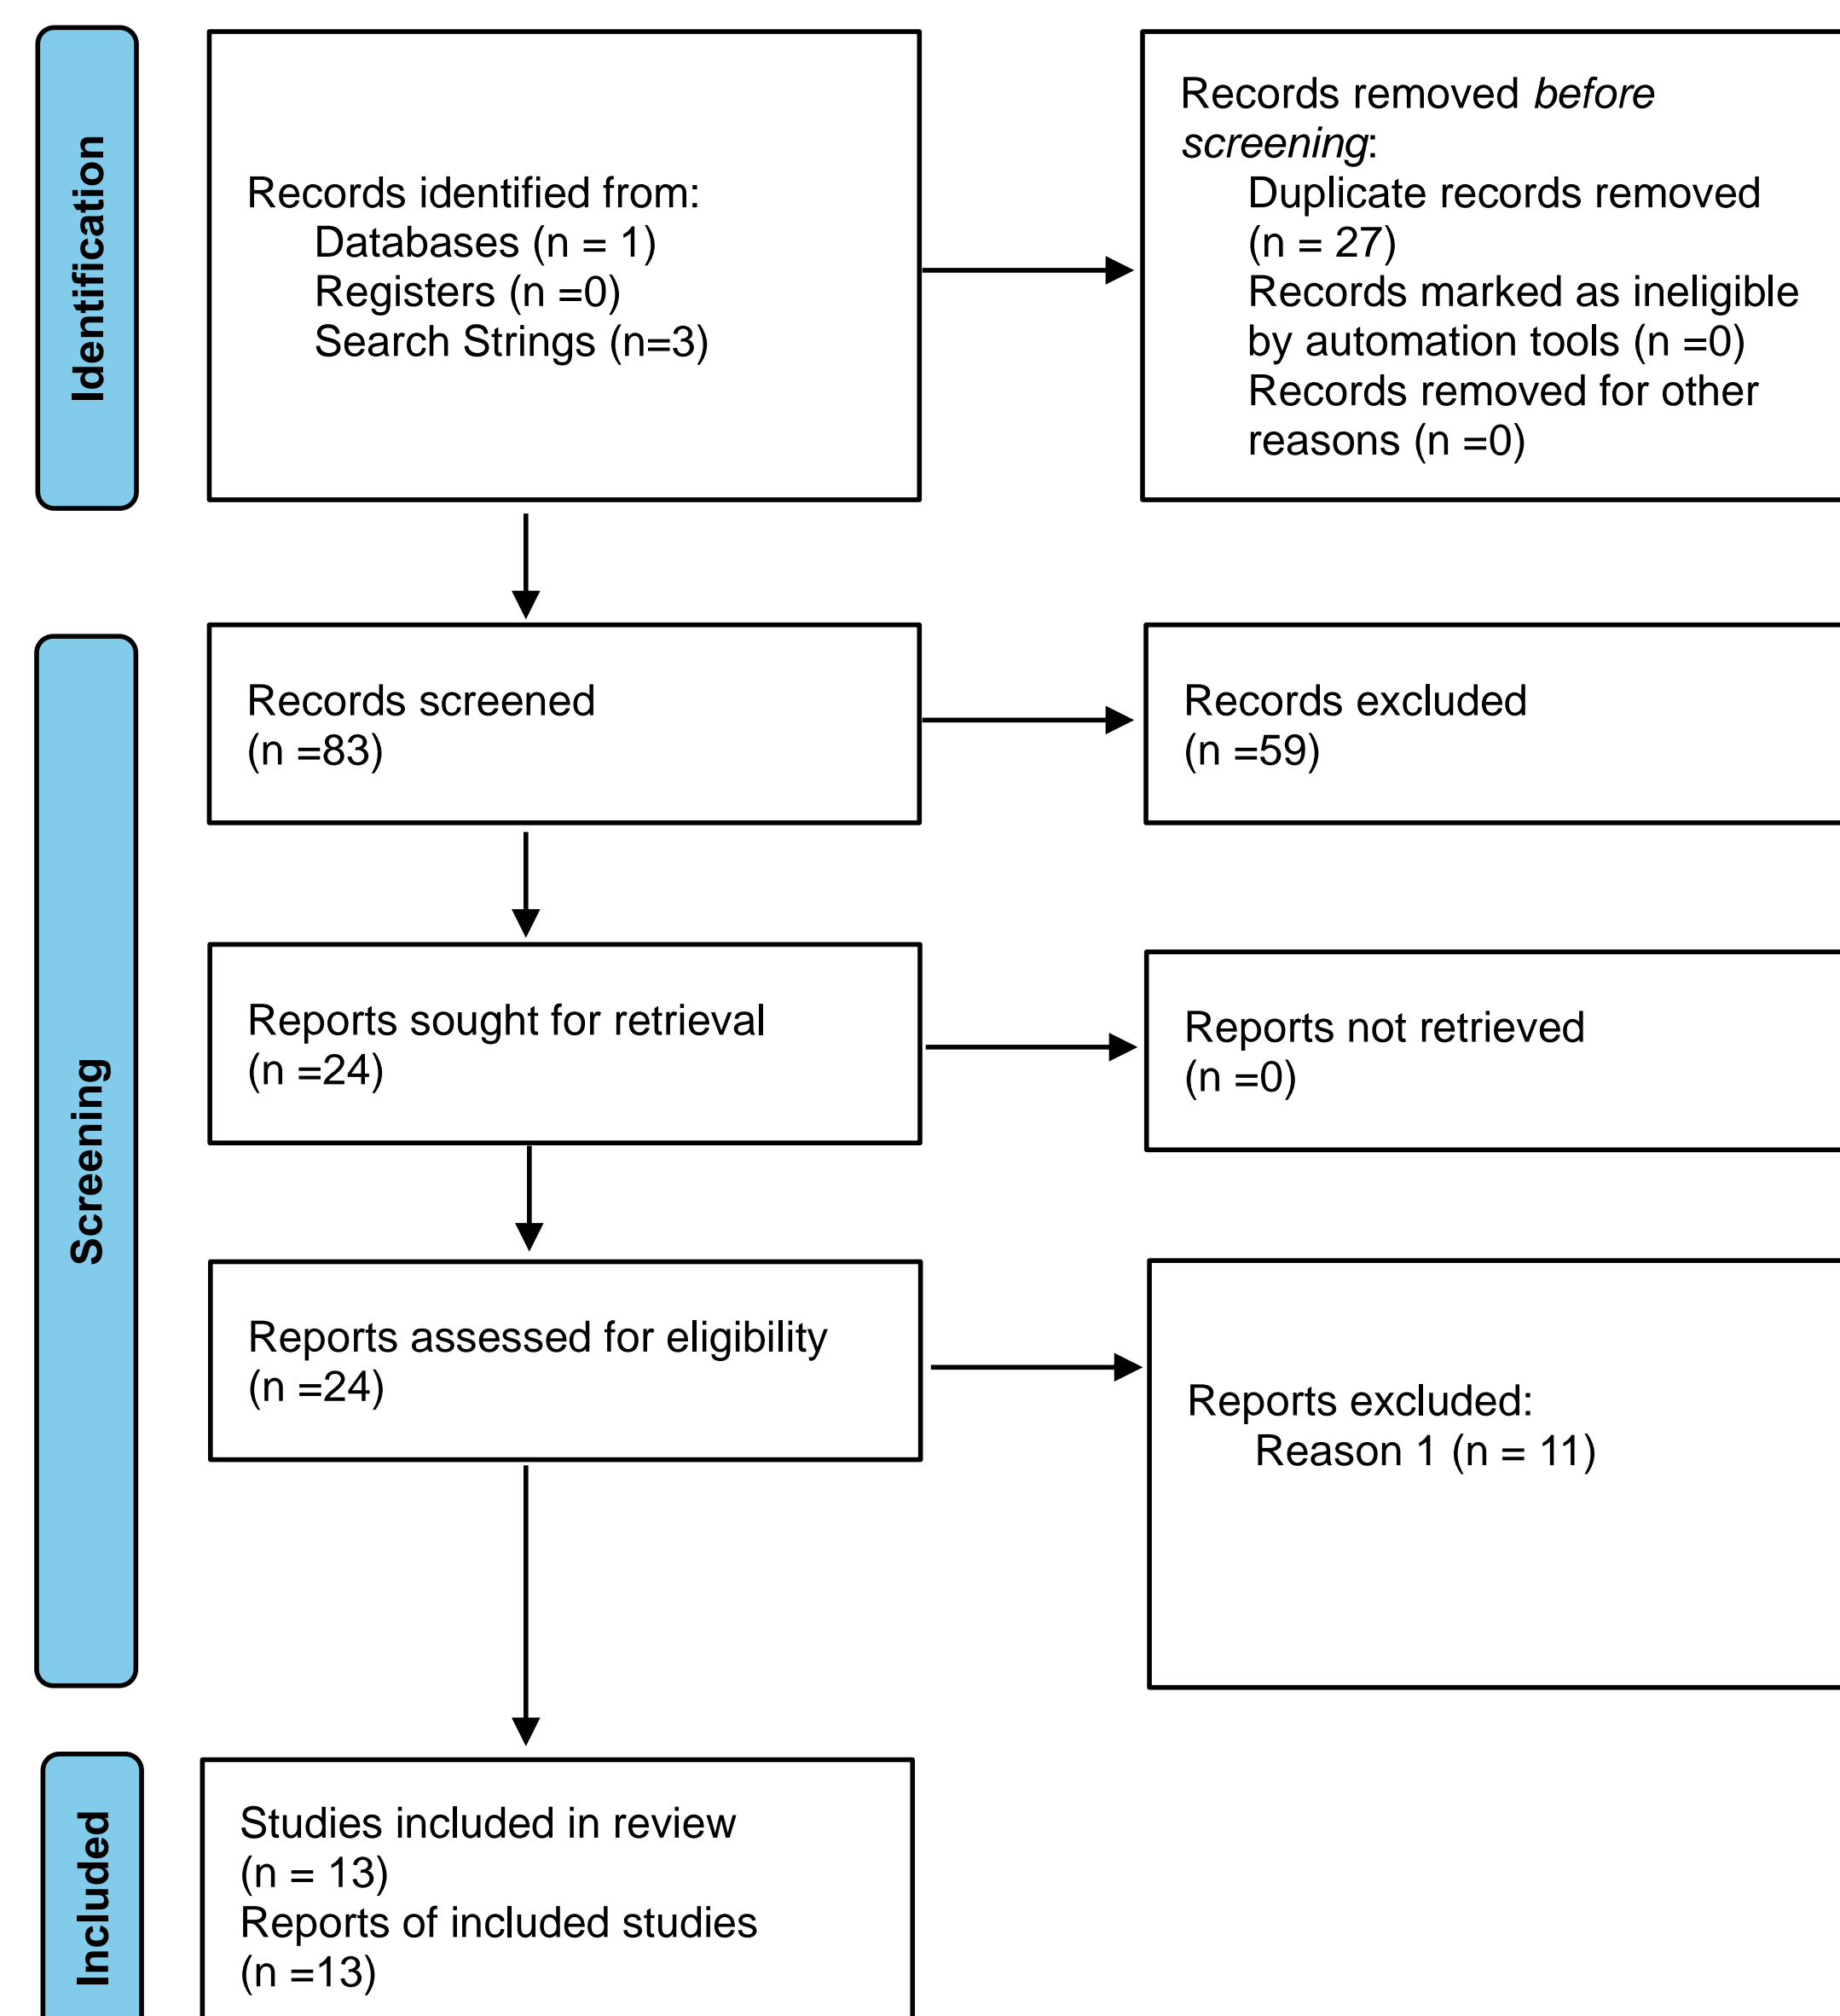 Identification
Records identified from:
Databases (n = 1)
Registers (n =0)
Search Strings (n=3)
Records removed before
screening:
Duplicate records removed
(n = 27)
Records marked as ineligible
by automation tools (n =0)
Records removed for other
reasons (n =0)
Screening
Records screened
(n =83)
Records excluded
(n =59)
Reports sought for retrieval
(n =24)
Reports not retrieved
(n =0)
Reports assessed for eligibility
(n =24)
Reports excluded:
Reason 1 (n = 11)
Included
Studies included in review
(n = 13)
Reports of included studies
(n =13)